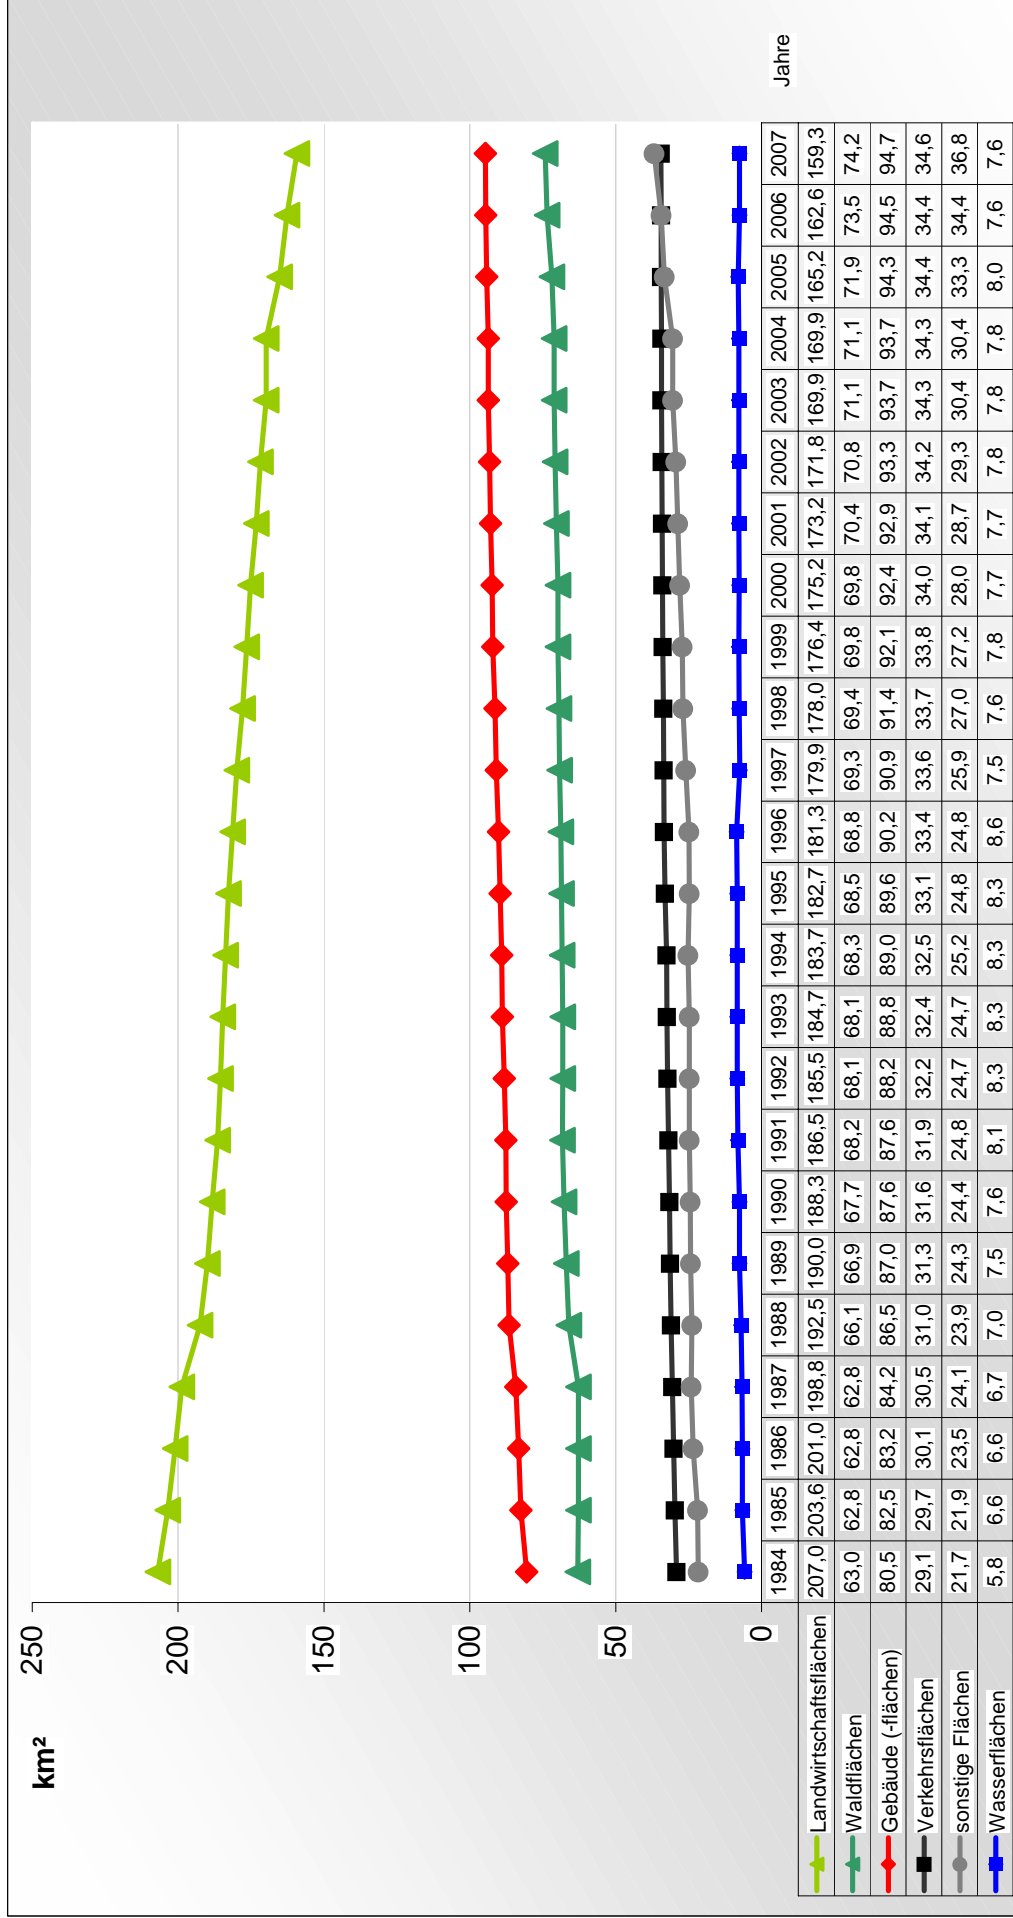 km²
250
200
150
100
50
0
Jahre
1984 1985 1986 1987 1988 1989 1990 1991 1992 1993 1994 1995 1996 1997 1998 1999 2000 2001 2002 2003 2004 2005 2006 2007
Landwirtschaftsflächen 207,0 203,6 201,0 198,8 192,5 190,0 188,3 186,5 185,5 184,7 183,7 182,7 181,3 179,9 178,0 176,4 175,2 173,2 171,8 169,9 169,9 165,2 162,6 159,3
Waldflächen 63,0 62,8 62,8 62,8 66,1 66,9 67,7 68,2 68,1 68,1 68,3 68,5 68,8 69,3 69,4 69,8 69,8 70,4 70,8 71,1 71,1 71,9 73,5 74,2
Gebäude (-flächen) 80,5 82,5 83,2 84,2 86,5 87,0 87,6 87,6 88,2 88,8 89,0 89,6 90,2 90,9 91,4 92,1 92,4 92,9 93,3 93,7 93,7 94,3 94,5 94,7
Verkehrsflächen 29,1 29,7 30,1 30,5 31,0 31,3 31,6 31,9 32,2 32,4 32,5 33,1 33,4 33,6 33,7 33,8 34,0 34,1 34,2 34,3 34,3 34,4 34,4 34,6
sonstige Flächen 21,7 21,9 23,5 24,1 23,9 24,3 24,4 24,8 24,7 24,7 25,2 24,8 24,8 25,9 27,0 27,2 28,0 28,7 29,3 30,4 30,4 33,3 34,4 36,8
Wasserflächen 5,8 6,6 6,6 6,7 7,0 7,5 7,6 8,1 8,3 8,3 8,3 8,3 8,6 7,5 7,6 7,8 7,7 7,7 7,8 7,8 7,8 8,0 7,6 7,6